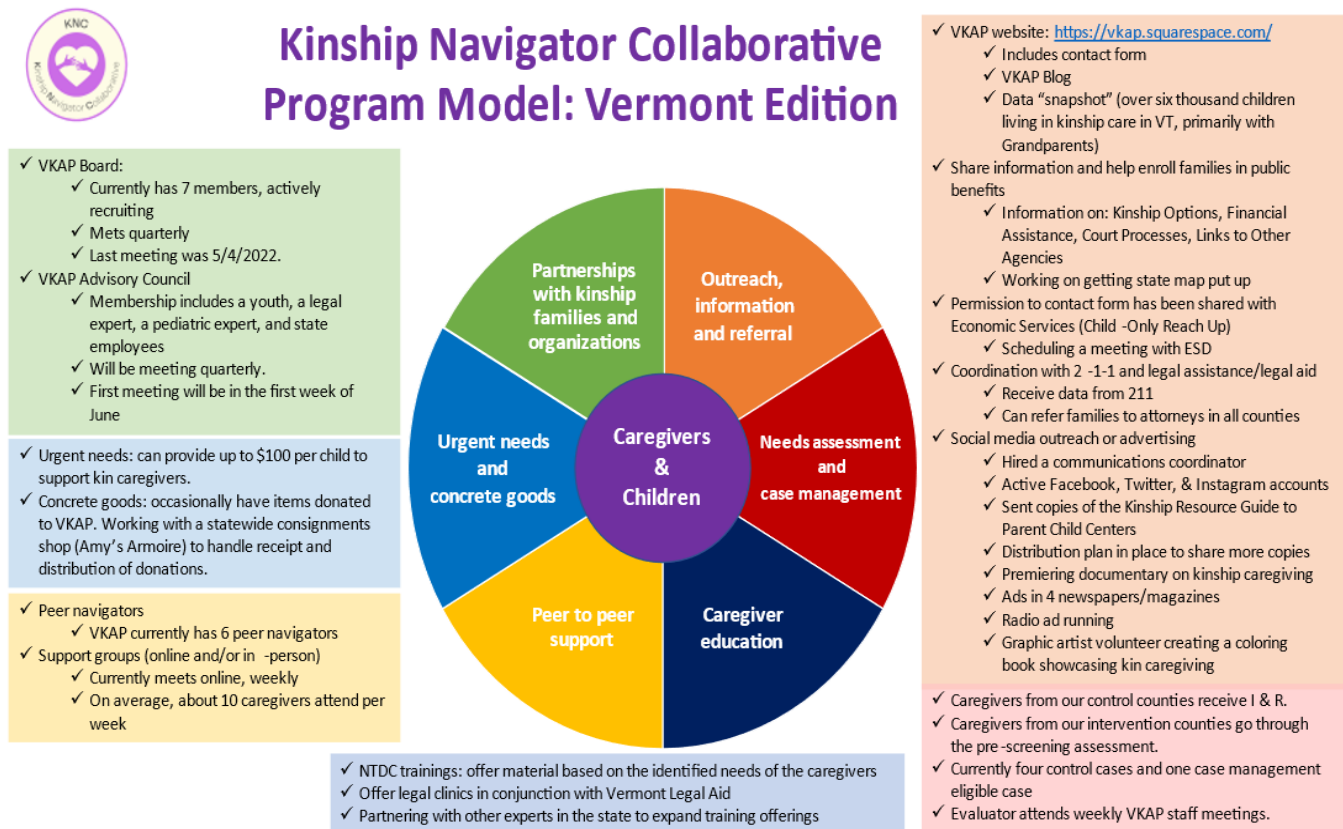 KNC
Kinship Navigator Collaborative
Kinship Navigator Collaborative
Program Model: Vermont Edition
✓ VKAP Board:
✓ Currently has 7 members, actively
recruiting
✓ Mets quarterly
✓ Last meeting was 5/4/2022.
✓ VKAP Advisory Council
✓ Membership includes a youth, a legal
expert, a pediatric expert, and state
employees
✓ Will be meeting quarterly.
✓ First meeting will be in the first week of
June
✓ Urgent needs: can provide up to $100 per child to
support kin caregivers.
✓ Concrete goods: occasionally have items donated
to VKAP. Working with a statewide consignments
shop (Amy's Armoire) to handle receipt and
distribution of donations.
✓ Peer navigators
✓ VKAP currently has 6 peer navigators
✓ Support groups (online and/or in -person)
✓ Currently meets online, weekly
✓ On average, about 10 caregivers attend per
week
Partnerships
with kinship
families and
organizations
Outreach,
information
and referral
Urgent needs
and
concrete goods
Caregivers
&
Children
Needs assessment
and
case management
Peer to peer
support
Caregiver
education
✓ NTDC trainings: offer material based on the identified needs of the caregivers
✓ Offer legal clinics in conjunction with Vermont Legal Aid
✓ Partnering with other experts in the state to expand training offerings
✓ VKAP website: https://vkap.squarespace.com/
✓ Includes contact form
✓ VKAP Blog
✓ Data “snapshot” (over six thousand children
living in kinship care in VT, primarily with
Grandparents)
✓ Share information and help enroll families in public
benefits
✓ Information on: Kinship Options, Financial
Assistance, Court Processes, Links to Other
Agencies
✓ Working on getting state map put up
✓ Permission to contact form has been shared with
Economic Services (Child -Only Reach Up)
✓ Scheduling a meeting with ESD
✓ Coordination with 2 -1-1 and legal assistance/legal aid
✓ Receive data from 211
✓ Can refer families to attorneys in all counties
✓ Social media outreach or advertising
✓ Hired a communications coordinator
✓ Active Facebook, Twitter, & Instagram accounts
✓ Sent copies of the Kinship Resource Guide to
Parent Child Centers
✓ Distribution plan in place to share more copies
✓ Premiering documentary on kinship caregiving
✓ Ads in 4 newspapers/magazines
✓ Radio ad running
✓ Graphic artist volunteer creating a coloring
book showcasing kin caregiving
✓ Caregivers from our control counties receive I & R.
✓ Caregivers from our intervention counties go through
the pre -screening assessment.
✓ Currently four control cases and one case management
eligible case
✓ Evaluator attends weekly VKAP staff meetings.